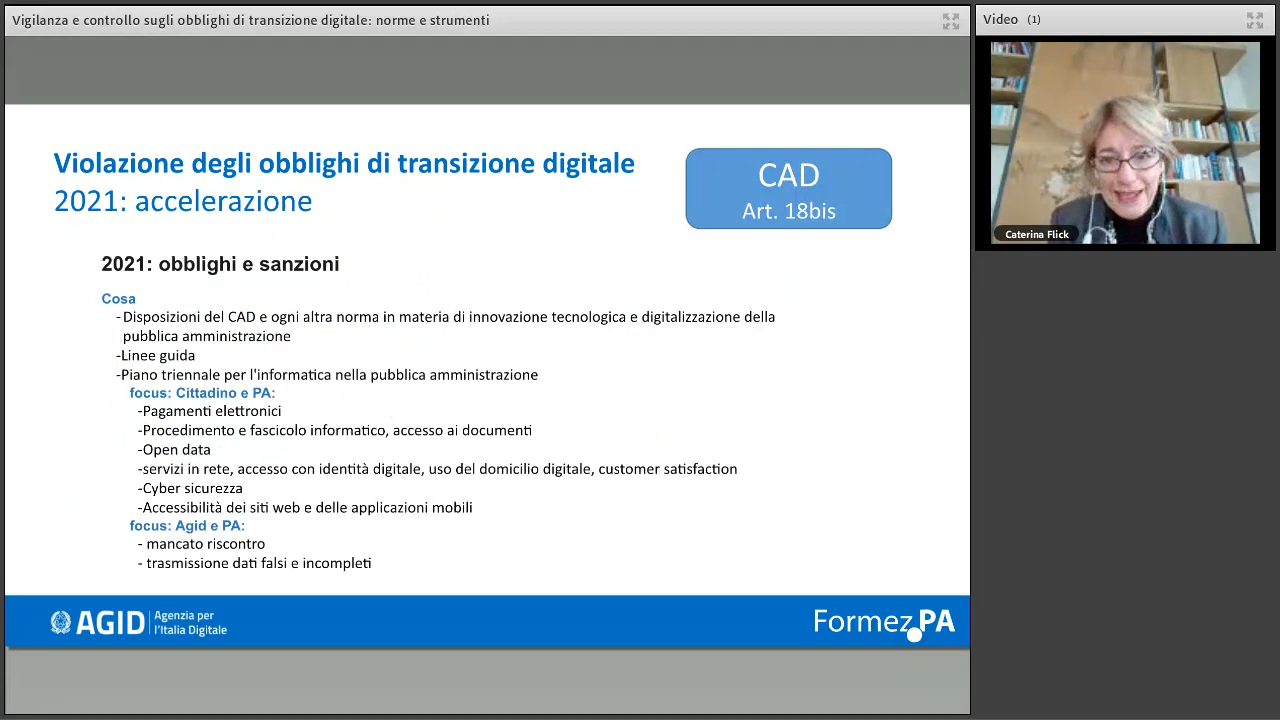 Vigilanza e controllo sugli obblighi di transizione digitale: norme e strumenti
Video (1)
Caterina Flick
Violazione degli obblighi di transizione digitale
2021: accelerazione
CAD
Art. 18bis
2021: obblighi e sanzioni
Cosa
- Disposizioni del CAD e ogni altra norma in materia di innovazione tecnologica e digitalizzazione della
pubblica amministrazione
-Linee guida
-Piano triennale per l'informatica nella pubblica amministrazione
focus: Cittadino e PA:
-Pagamenti elettronici
-Procedimento e fascicolo informatico, accesso ai documenti
-Open data
-servizi in rete, accesso con identità digitale, uso del domicilio digitale, customer satisfaction
-Cyber sicurezza
-Accessibilità dei siti web e delle applicazioni mobili
focus: Agid e PA:
- mancato riscontro
- trasmissione dati falsi e incompleti
AGID Agenzia per
l'Italia Digitale
Formez.PA